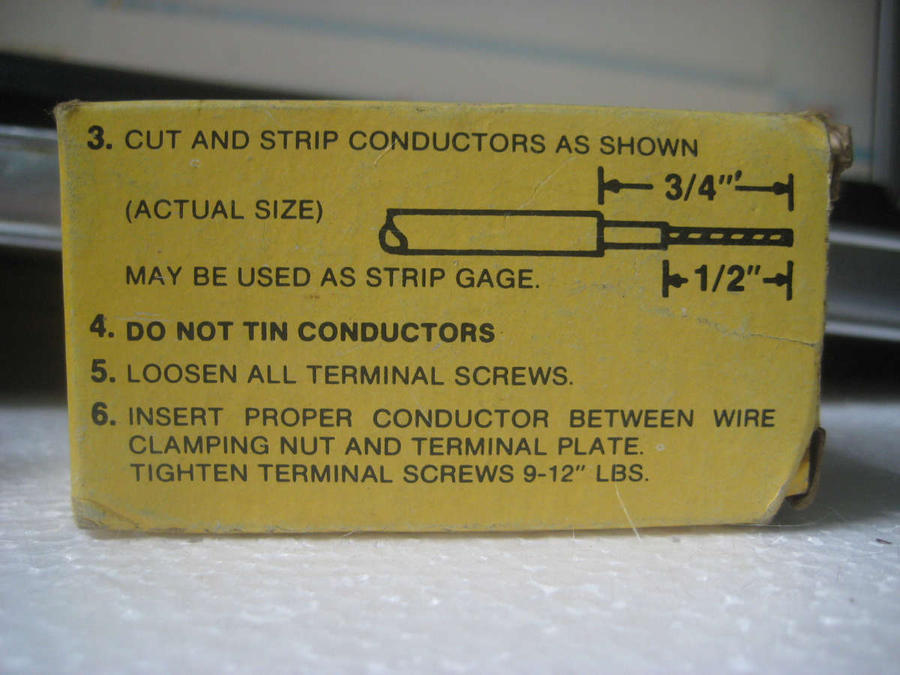 3. CUT AND STRIP CONDUCTORS AS SHOWN
3/4"'
(ACTUAL SIZE)
MAY BE USED AS STRIP GAGE.
1/2"
4. DO NOT TIN CONDUCTORS
5. LOOSEN ALL TERMINAL SCREWS.
6. INSERT PROPER CONDUCTOR BETWEEN WIRE
CLAMPING NUT AND TERMINAL PLATE.
TIGHTEN TERMINAL SCREWS 9-12" LBS.